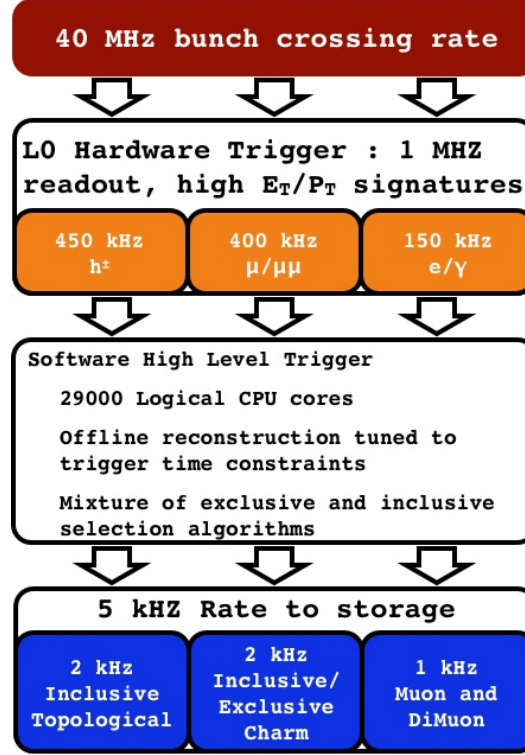 40 MHz bunch crossing rate
L0 Hardware Trigger : 1 MHZ
readout, high Eᴛ/Pᴛ signatures
450 kHz
h±
400 kHz
μ/μμ
150 kHz
e/γ
Software High Level Trigger
29000 Logical CPU cores
Offline reconstruction tuned to
trigger time constraints
Mixture of exclusive and inclusive
selection algorithms
5 kHZ Rate to storage
2 kHz
Inclusive
Topological
2 kHz
Inclusive/
Exclusive
Charm
1 kHz
Muon and
DiMuon